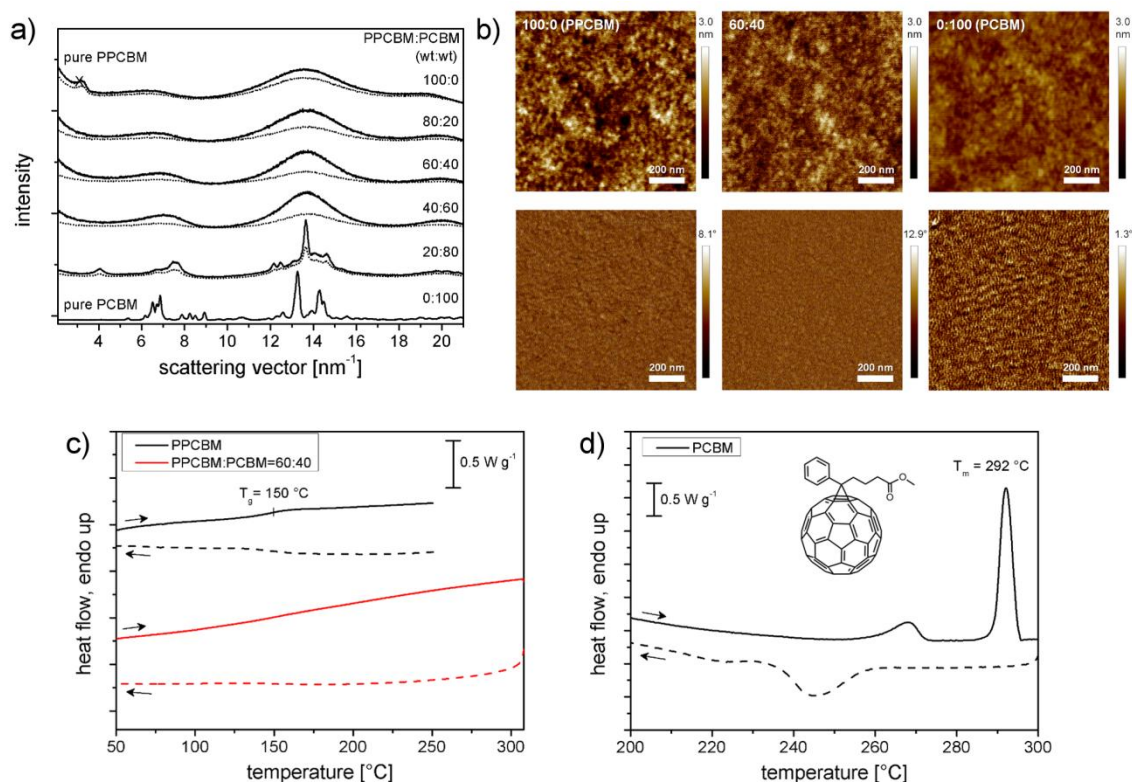 a)
pure PPCBM
PPCBM:PCBM
(wt:wt)
100:0
80:20
60:40
40:60
20:80
pure PCBM
0:100
intensity
4 6 8 10 12 14 16 18 20
scattering vector [nm⁻¹]
b)
100:0 (PPCBM)
3.0
nm
200 nm
60:40
3.0
nm
200 nm
0:100 (PCBM)
3.0
nm
200 nm
8.1°
200 nm
12.9°
200 nm
1.3°
200 nm
c)
PPCBM
PPCBM:PCBM=60:40
0.5 W g⁻¹
Tg = 150 °C
heat flow, endo up
50 100 150 200 250 300
temperature [°C]
d)
PCBM
0.5 W g⁻¹
O
O
Tm = 292 °C
heat flow, endo up
200 220 240 260 280 300
temperature [°C]